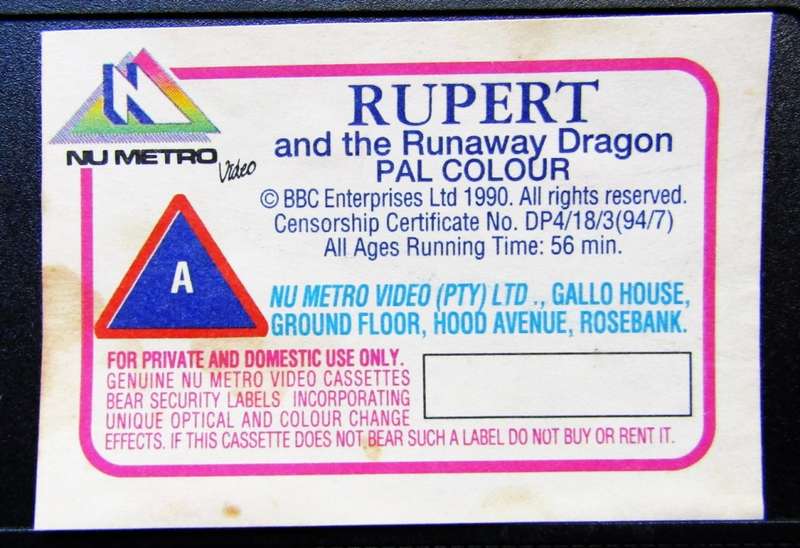 N
NU METRO Video
RUPERT
and the Runaway Dragon
PAL COLOUR
© BBC Enterprises Ltd 1990. All rights reserved.
Censorship Certificate No. DP4/18/3(94/7)
All Ages Running Time: 56 min.
A
NU METRO VIDEO (PTY) LTD ., GALLO HOUSE,
GROUND FLOOR, HOOD AVENUE, ROSEBANK.
FOR PRIVATE AND DOMESTIC USE ONLY.
GENUINE NU METRO VIDEO CASSETTES
BEAR SECURITY LABELS INCORPORATING
UNIQUE OPTICAL AND COLOUR CHANGE
EFFECTS. IF THIS CASSETTE DOES NOT BEAR SUCH A LABEL DO NOT BUY OR RENT IT.